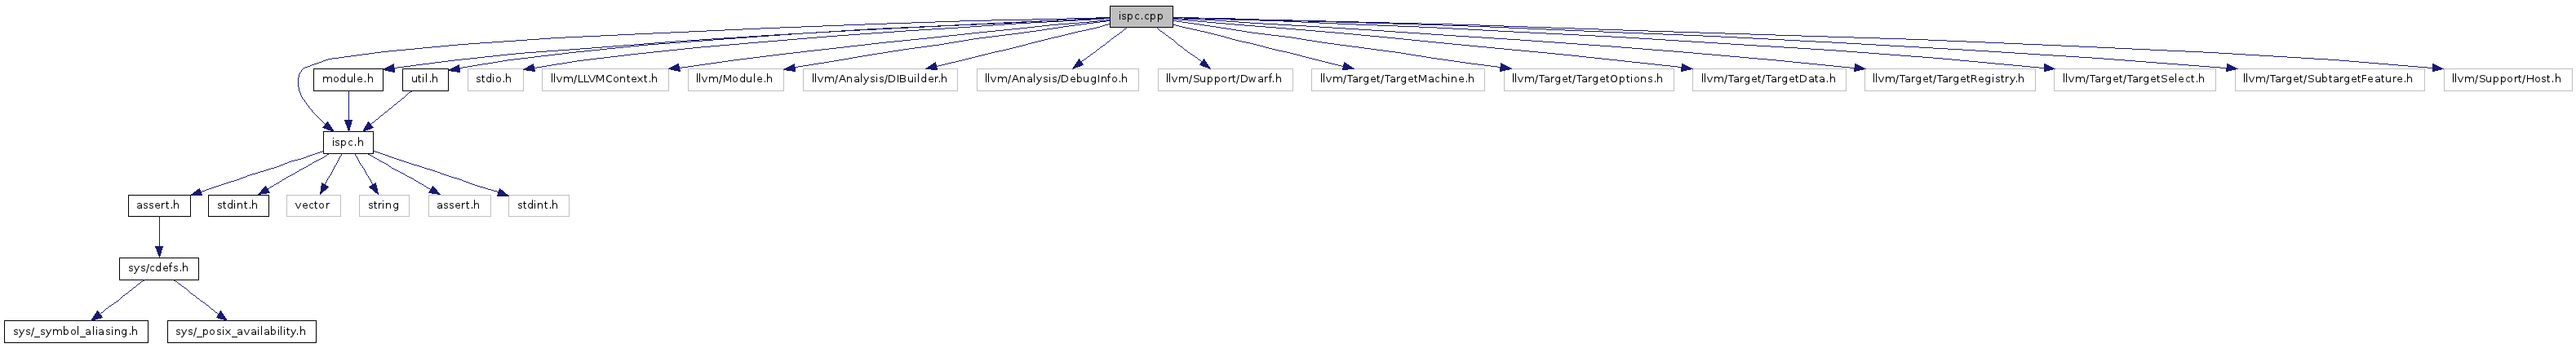 ispc.cpp
module.h
util.h
stdio.h
llvm/LLVMContext.h
llvm/Module.h
llvm/Analysis/DIBuilder.h
llvm/Analysis/DebugInfo.h
llvm/Support/Dwarf.h
llvm/Target/TargetMachine.h
llvm/Target/TargetOptions.h
llvm/Target/TargetData.h
llvm/Target/TargetRegistry.h
llvm/Target/TargetSelect.h
llvm/Target/SubtargetFeature.h
llvm/Support/Host.h
ispc.h
assert.h
stdint.h
vector
string
assert.h
stdint.h
sys/cdefs.h
sys/_symbol_aliasing.h
sys/_posix_availability.h